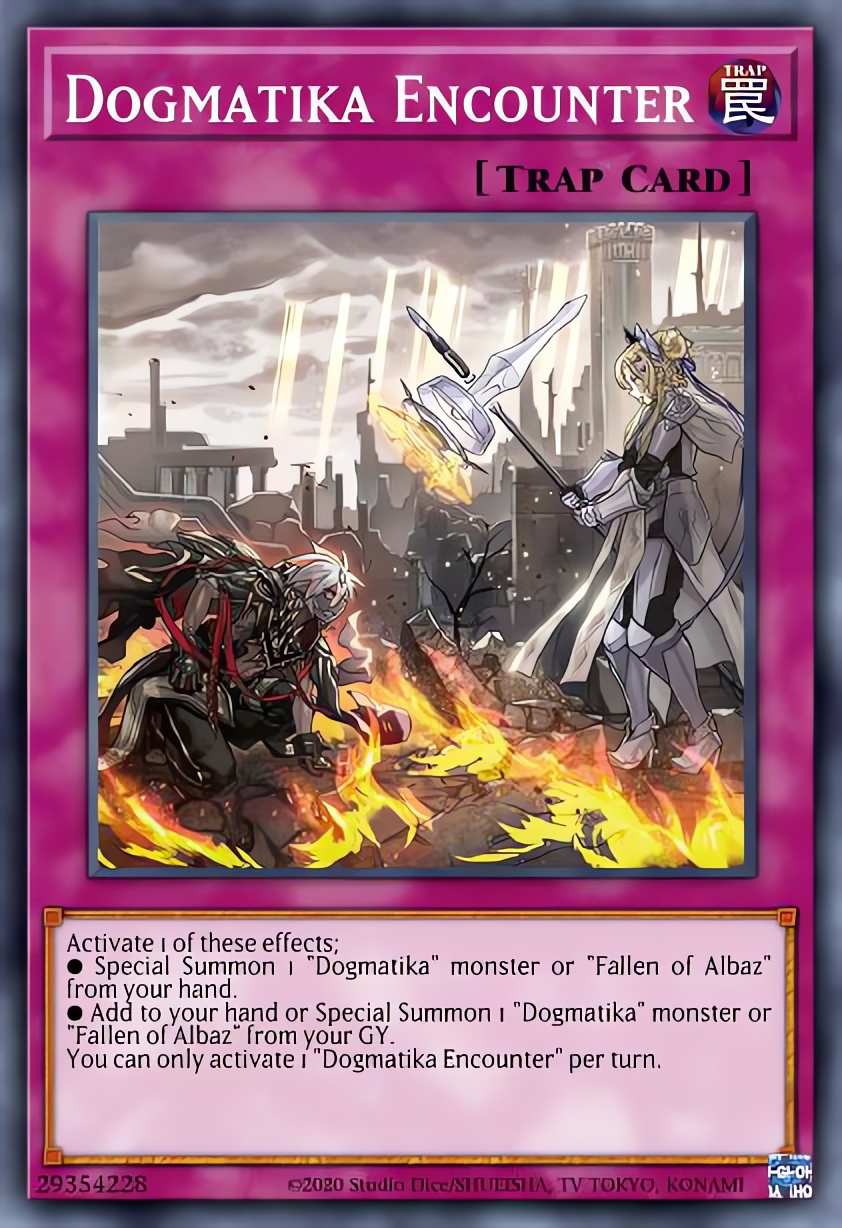 DOGMATIKA ENCOUNTER
TRAP
罠
[TRAP CARD]
Activate 1 of these effects;
● Special Summon 1 "Dogmatika" monster or "Fallen of Albaz"
from your hand.
● Add to your hand or Special Summon 1 "Dogmatika" monster or
"Fallen of Albaz" from your GY.
You can only activate 1 "Dogmatika Encounter" per turn.
29354228
©2020 Studio Dice/SHUEISHA, TV TOKYO, KONAMI